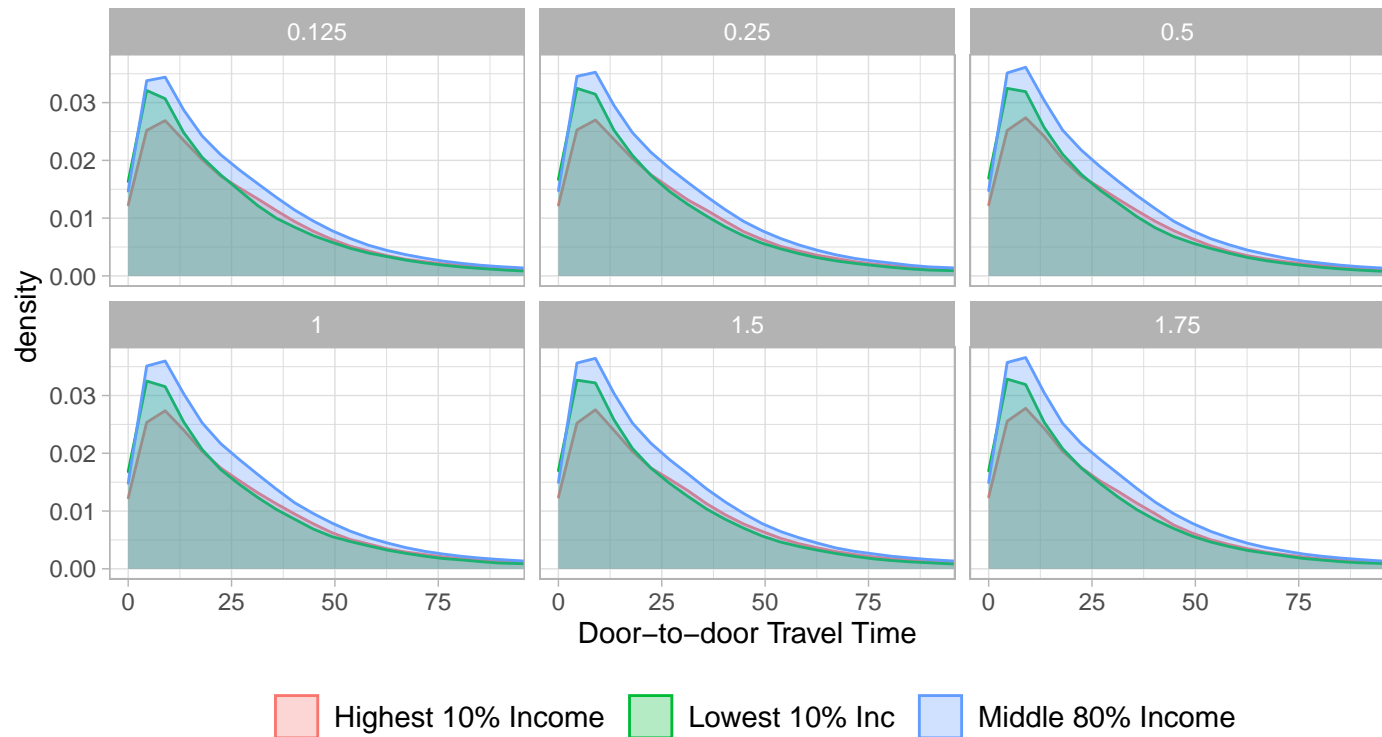 0.125 0.25 0.5
0.03
0.02
0.01
0.00
1 1.5 1.75
0.03
0.02
0.01
0.00
density
0 25 50 75 0 25 50 75 0 25 50 75
Door−to−door Travel Time
Highest 10% Income Lowest 10% Inc Middle 80% Income